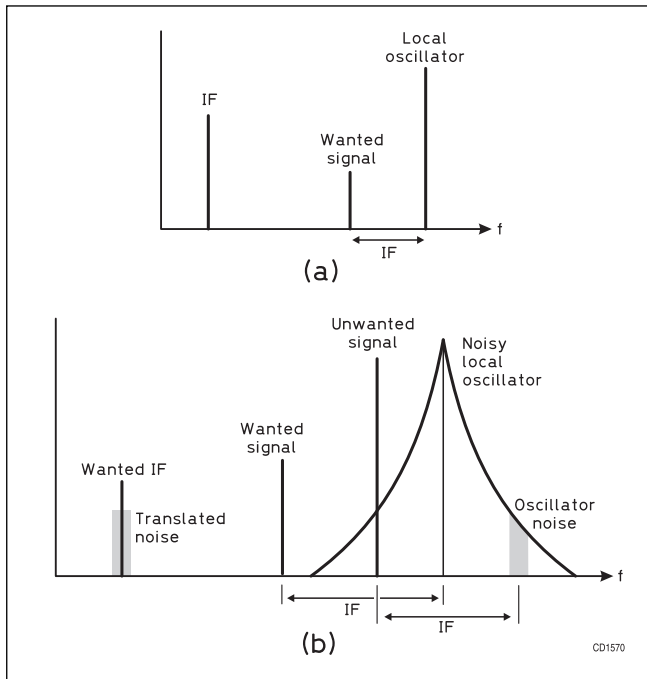 Local
oscillator
IF
Wanted
signal
f
IF
(a)
Unwanted
signal
Noisy
local
oscillator
Wanted
signal
Wanted IF
Translated
noise
Oscillator
noise
f
IF
IF
(b)
CD1570